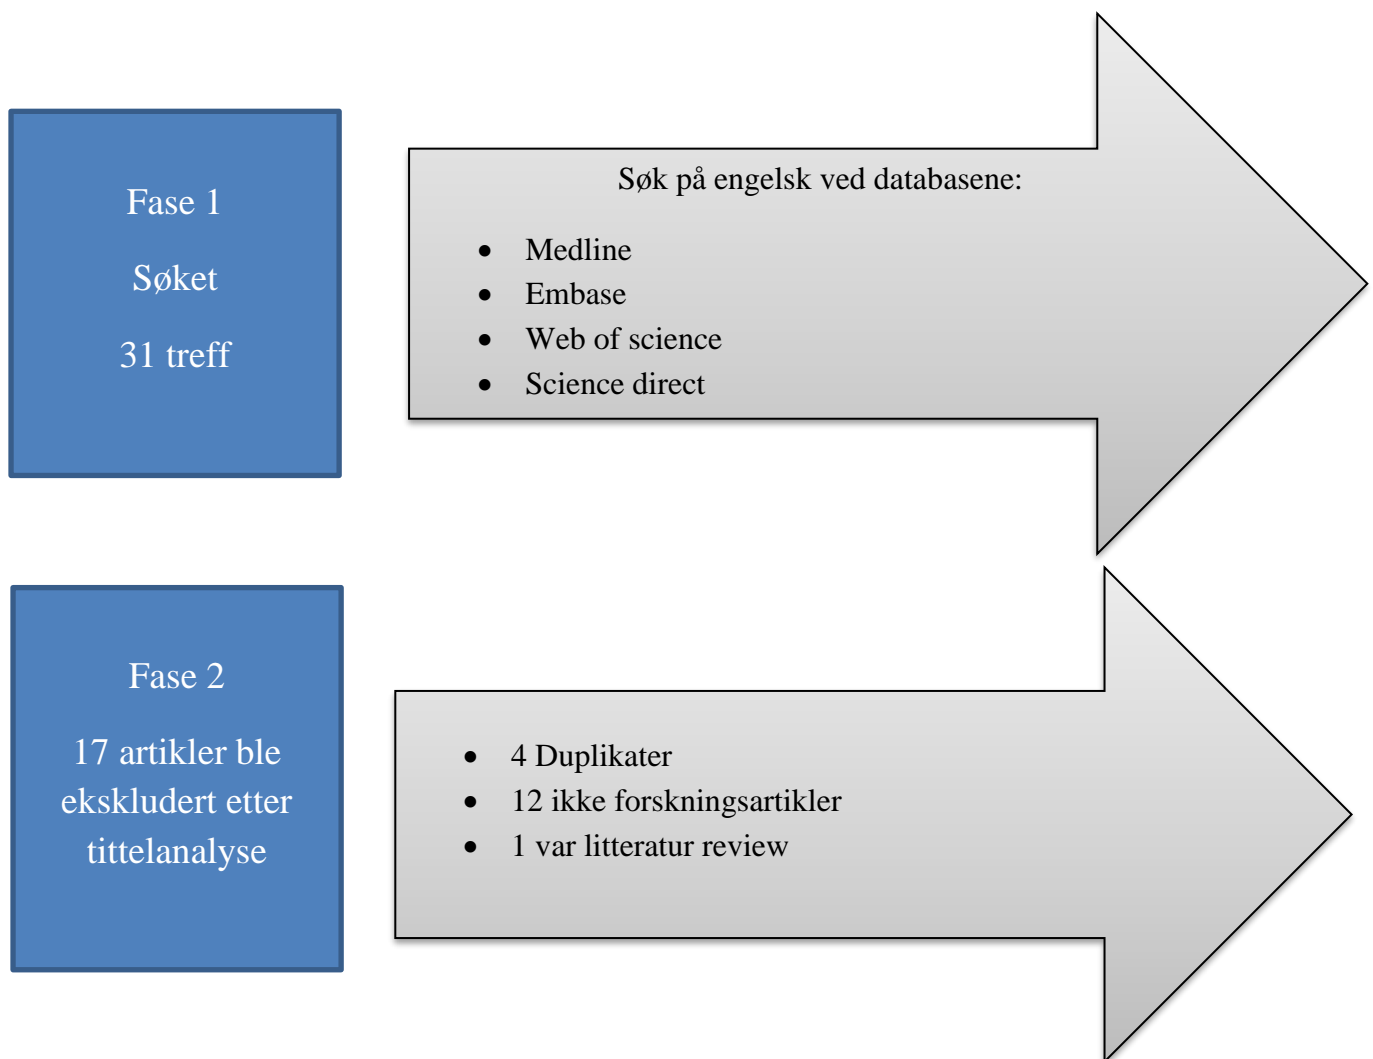 Fase 1
Søket
31 treff
Søk på engelsk ved databasene:
• Medline
• Embase
• Web of science
• Science direct
Fase 2
17 artikler ble
ekskludert etter
tittelanalyse
• 4 Duplikater
• 12 ikke forskningsartikler
• 1 var litteratur review